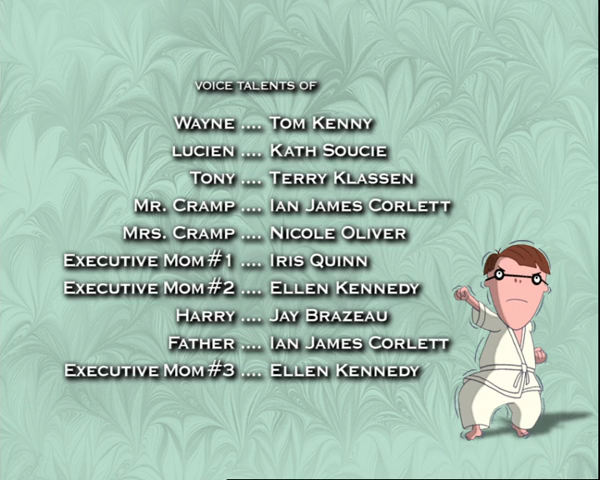 VOICE TALENTS OF
WAYNE .... TOM KENNY
LUCIEN .... KATH SOUCIE
TONY .... TERRY KLASSEN
MR. CRAMP .... IAN JAMES CORLETT
MRS. CRAMP .... NICOLE OLIVER
EXECUTIVE MOM #1 .... IRIS QUINN
EXECUTIVE MOM #2 .... ELLEN KENNEDY
HARRY .... JAY BRAZEAU
FATHER .... IAN JAMES CORLETT
EXECUTIVE MOM #3 .... ELLEN KENNEDY